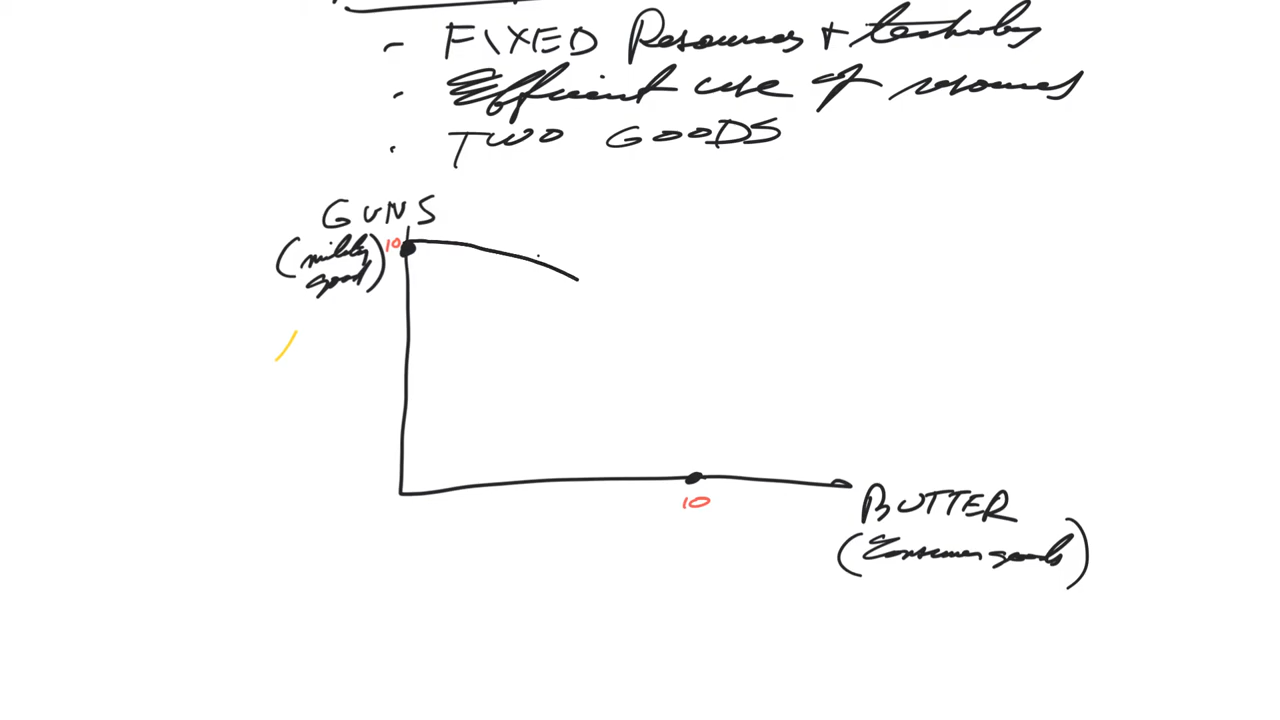 - FIXED Resources + technology
- Efficient use of resources
. TWO GOODS
GUNS
(military
good)
10
10
BUTTER
(Consumer goods)